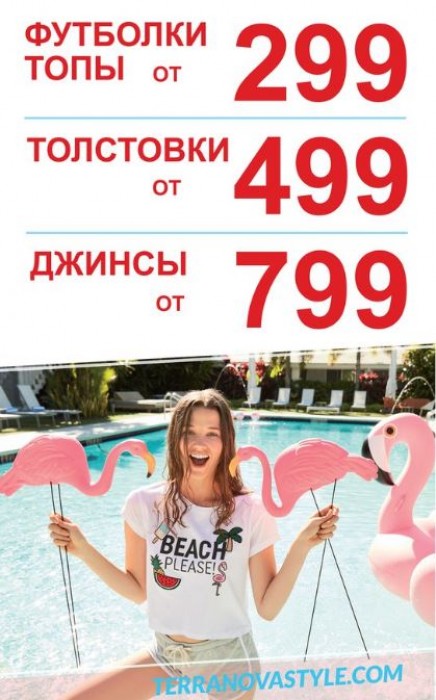 ФУТБОЛКИ
ТОПЫ от 299
ТОЛСТОВКИ
от 499
ДЖИНСЫ
от 799
BEACH
PLEASE!
TERRANOVASTYLE.COM